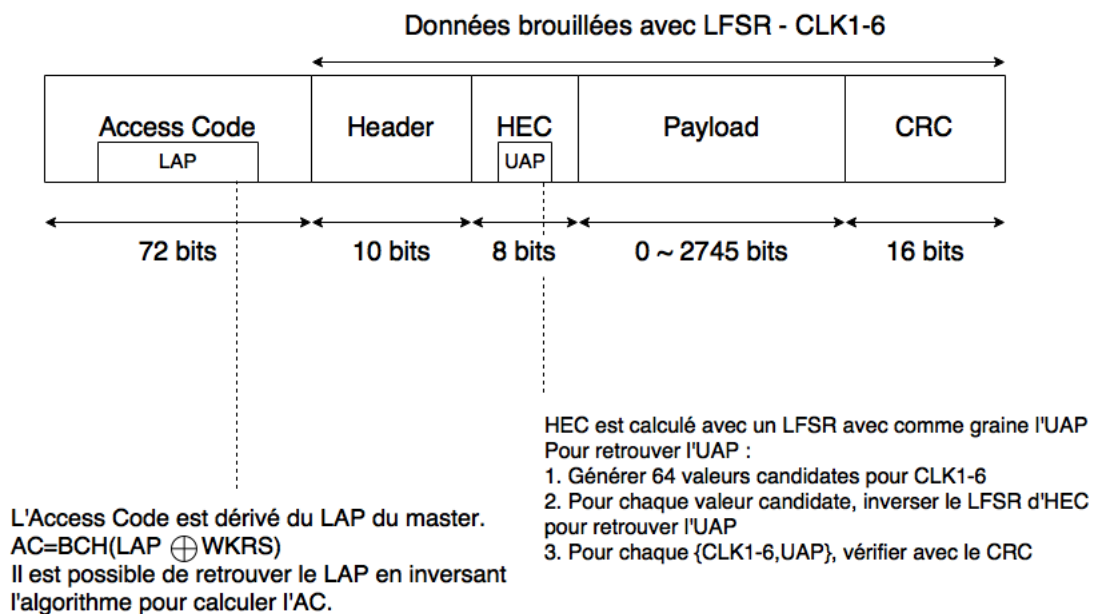 Données brouillées avec LFSR - CLK1-6
Access Code
LAP
Header
HEC
UAP
Payload
CRC
72 bits
10 bits
8 bits
0 ~ 2745 bits
16 bits
HEC est calculé avec un LFSR avec comme graine l'UAP
Pour retrouver l'UAP :
1. Générer 64 valeurs candidates pour CLK1-6
2. Pour chaque valeur candidate, inverser le LFSR d'HEC
pour retrouver l'UAP
3. Pour chaque {CLK1-6,UAP}, vérifier avec le CRC
L'Access Code est dérivé du LAP du master.
AC=BCH(LAP ⊕ WKRS)
Il est possible de retrouver le LAP en inversant
l'algorithme pour calculer l'AC.